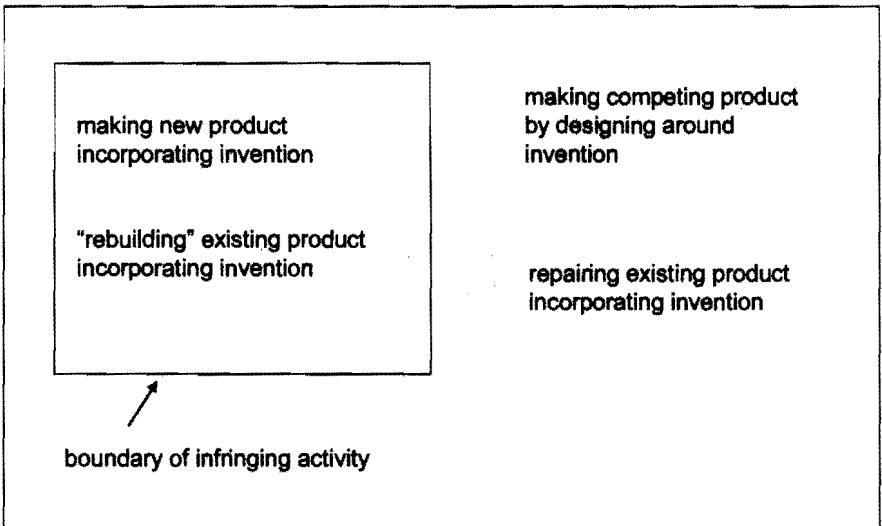 making new product
incorporating invention
"rebuilding" existing product
incorporating invention
making competing product
by designing around
invention
repairing existing product
incorporating invention
boundary of infringing activity